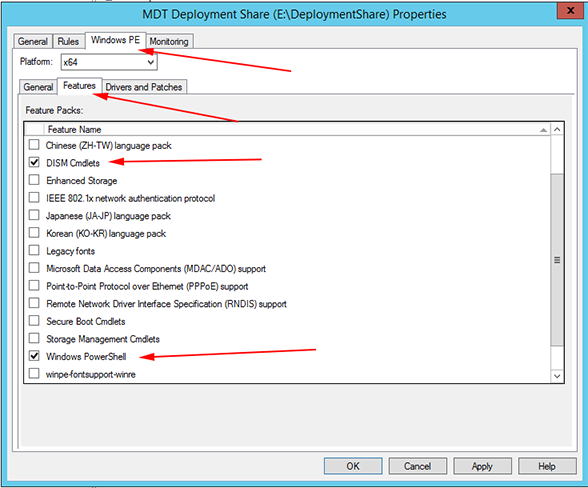 MDT Deployment Share (E:\DeploymentShare) Properties
x
General Rules Windows PE Monitoring
Platform: x64
General Features Drivers and Patches
Feature Packs:
Feature Name
Chinese (ZH-TW) language pack
DISM Cmdlets
Enhanced Storage
IEEE 802.1x network authentication protocol
Japanese (JA-JP) language pack
Korean (KO-KR) language pack
Legacy fonts
Microsoft Data Access Components (MDAC/ADO) support
Point-to-Point Protocol over Ethernet (PPPoE) support
Remote Network Driver Interface Specification (RNDIS) support
Secure Boot Cmdlets
Storage Management Cmdlets
Windows PowerShell
winpe-fontsupport-winre
OK Cancel Apply Help